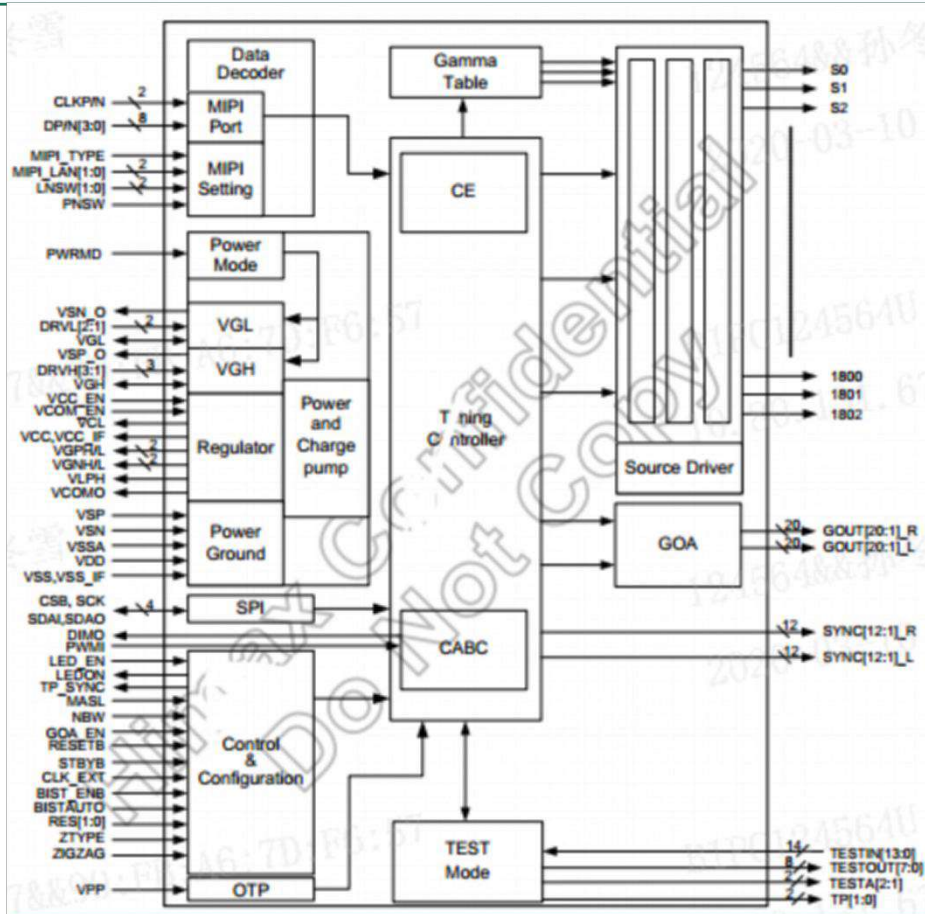 Data
Decoder
MIPI
Port
MIPI
Setting
CLKP/N
2
DP/N[3:0]
8
MIPI_TYPE
MIPI_LAN[1:0]
2
LNSW[1:0]
2
PNSW
PWRMD
Power
Mode
VSN_O
DRVL[2:1]
2
VGL
VSP_O
DRVH[3:1]
3
VGH
VCC_EN
VCOM_EN
VCL
VCC,VCC_IF
VGPH/L
2
VGNH/L
2
VLPH
VCOMO
VGL
VGH
Regulator
Power
and
Charge
pump
VSP
VSN
VSSA
VDD
VSS,VSS_IF
Power
Ground
CSB, SCK
SDAI,SDAO
4
SPI
DIMO
PWMI
LED_EN
LEDON
TP_SYNC
MASL
NBW
GOA_EN
RESETB
STBYB
CLK_EXT
BIST_ENB
BISTAUTO
RES[1:0]
ZTYPE
ZIGZAG
Control
&
Configuration
VPP
OTP
Gamma
Table
CE
Controller
CABC
TEST
Mode
Source Driver
GOA
S0
S1
S2
1800
1801
1802
20
GOUT[20:1]_R
20
GOUT[20:1]_L
12
SYNC[12:1]_R
12
SYNC[12:1]_L
14
TESTIN[13:0]
8
TESTOUT[7:0]
2
TESTA[2:1]
2
TP[1:0]
Confidential
Do Not Copy